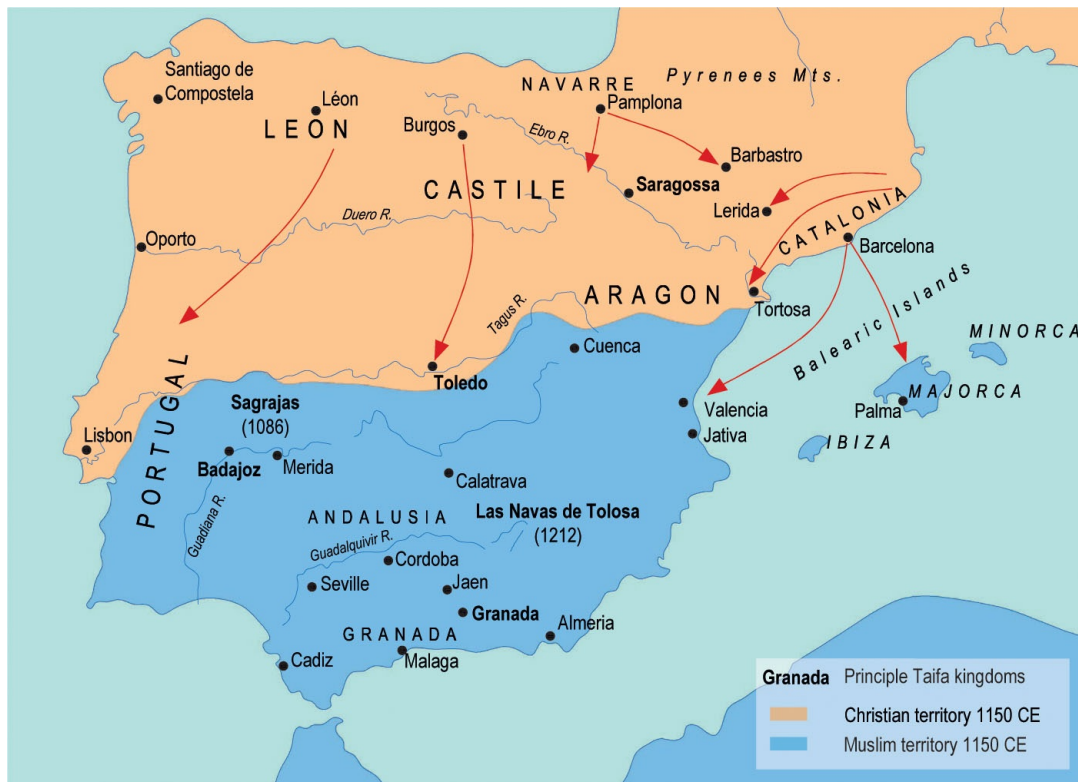 Santiago de
Compostela
Léon
LEON
Burgos
NAVARRE
Pamplona
Pyrenees Mts.
Ebro R.
Barbastro
Saragossa
CASTILE
Lerida
CATALONIA
Duero R.
Oporto
Barcelona
ARAGON
Tortosa
Tagus R.
Balearic Islands
MINORCA
Cuenca
Toledo
MAJORCA
Palma
PORTUGAL
Sagrajas
(1086)
Valencia
Jativa
IBIZA
Lisbon
Badajoz
Merida
Calatrava
Guadiana R.
ANDALUSIA
Las Navas de Tolosa
(1212)
Guadalquivir R.
Cordoba
Seville
Jaen
Granada
Almeria
GRANADA
Malaga
Cadiz
Granada Principle Taifa kingdoms
Christian territory 1150 CE
Muslim territory 1150 CE